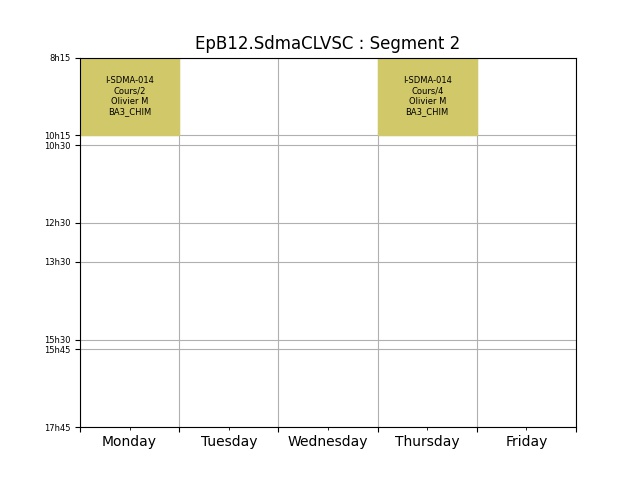 EpB12.SdmaCLVSC : Segment 2
8h15
I-SDMA-014
Cours/2
Olivier M
BA3_CHIM
I-SDMA-014
Cours/4
Olivier M
BA3_CHIM
10h15
10h30
12h30
13h30
15h30
15h45
17h45
Monday Tuesday Wednesday Thursday Friday